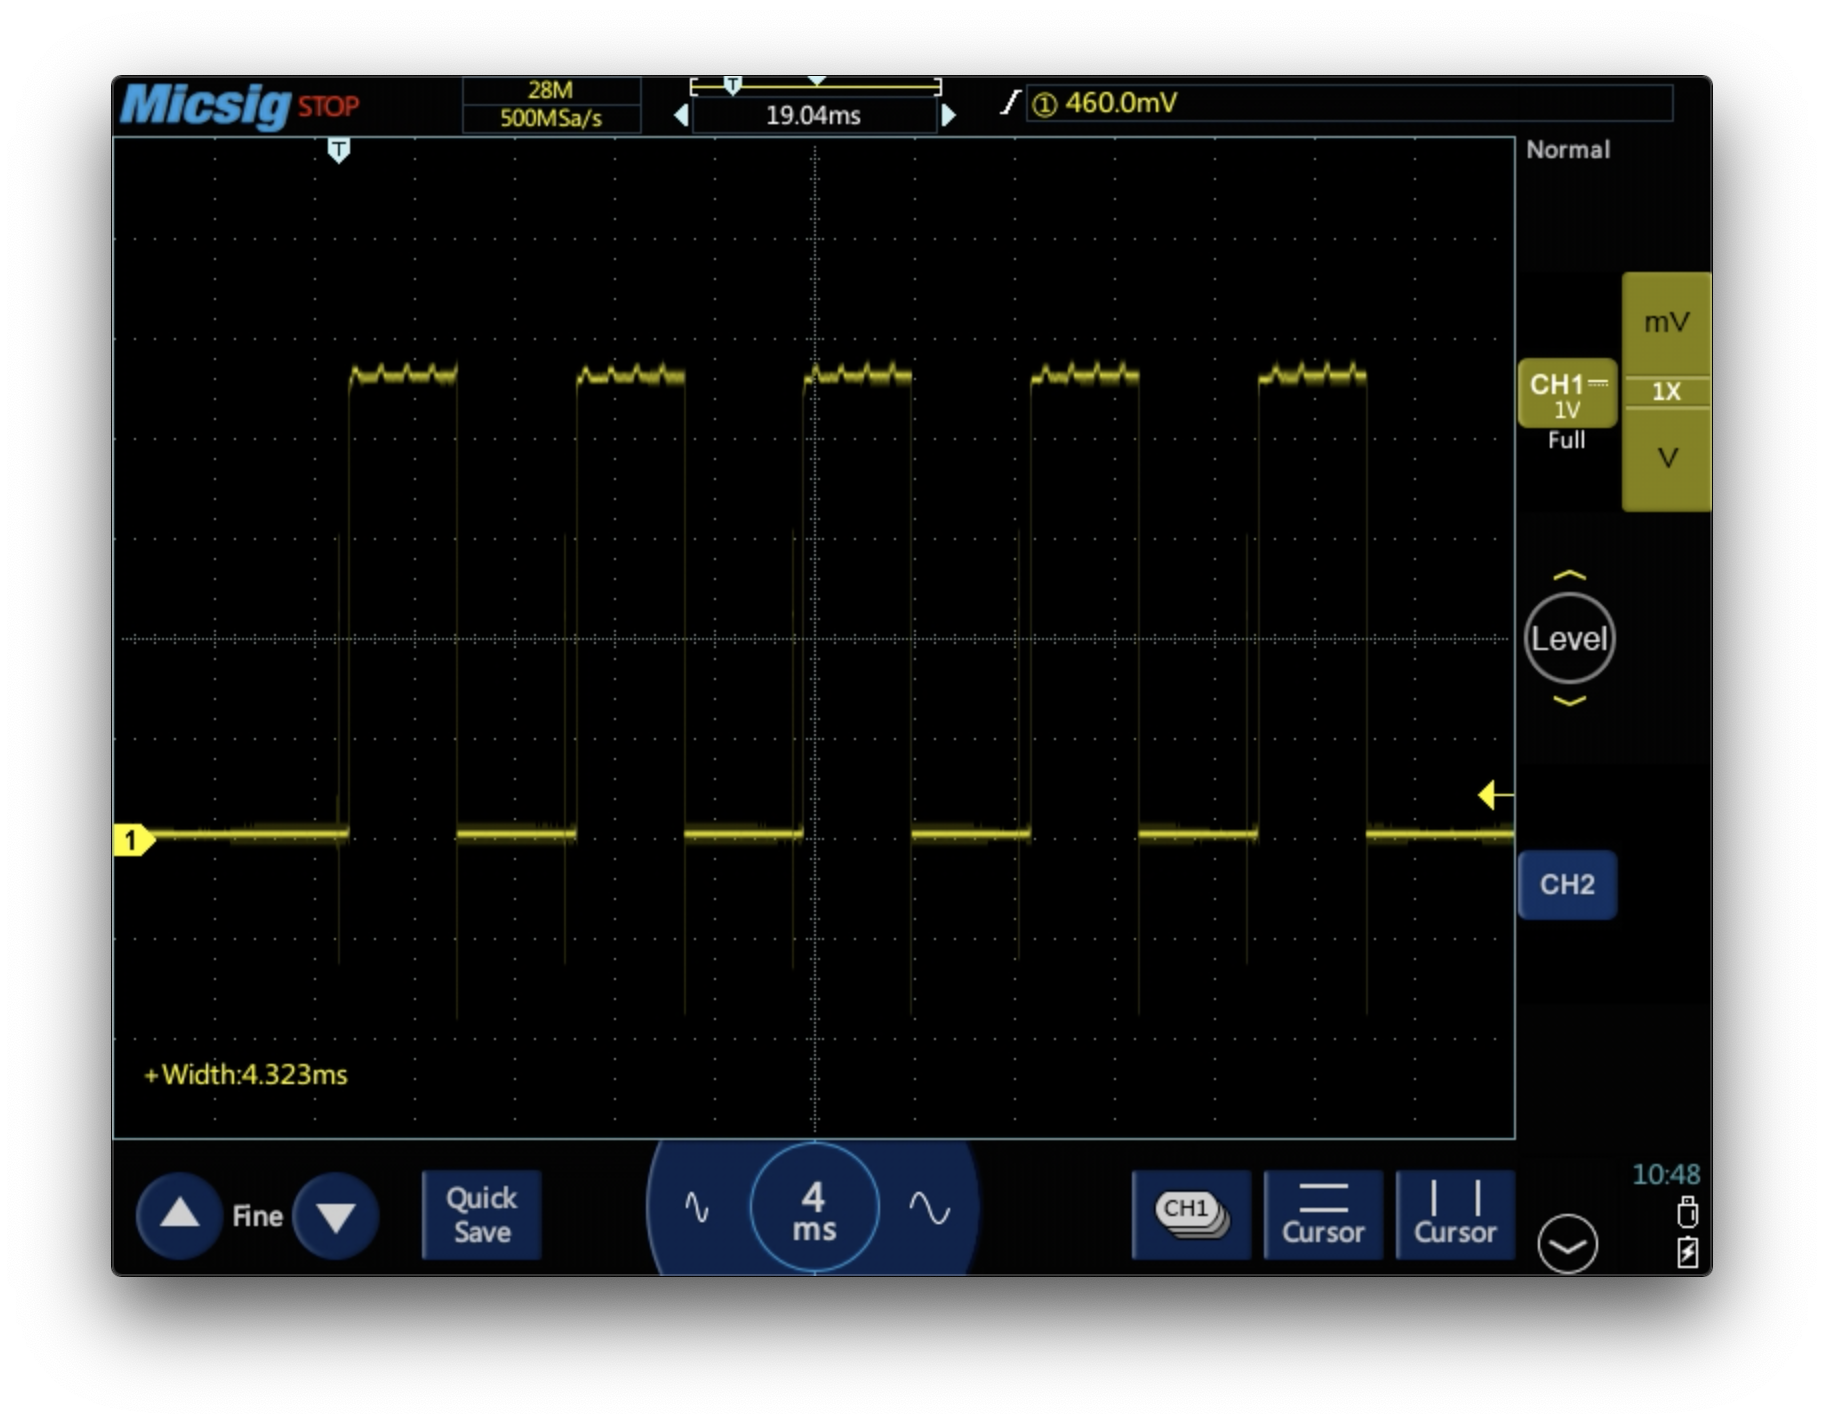 Micsig STOP
28M
500MSa/s
T
19.04ms
① 460.0mV
T
Normal
mV
CH1
1V
1X
Full
V
Level
1
CH2
+Width:4.323ms
10:48
Fine
Quick
Save
4
ms
CH1
Cursor
Cursor